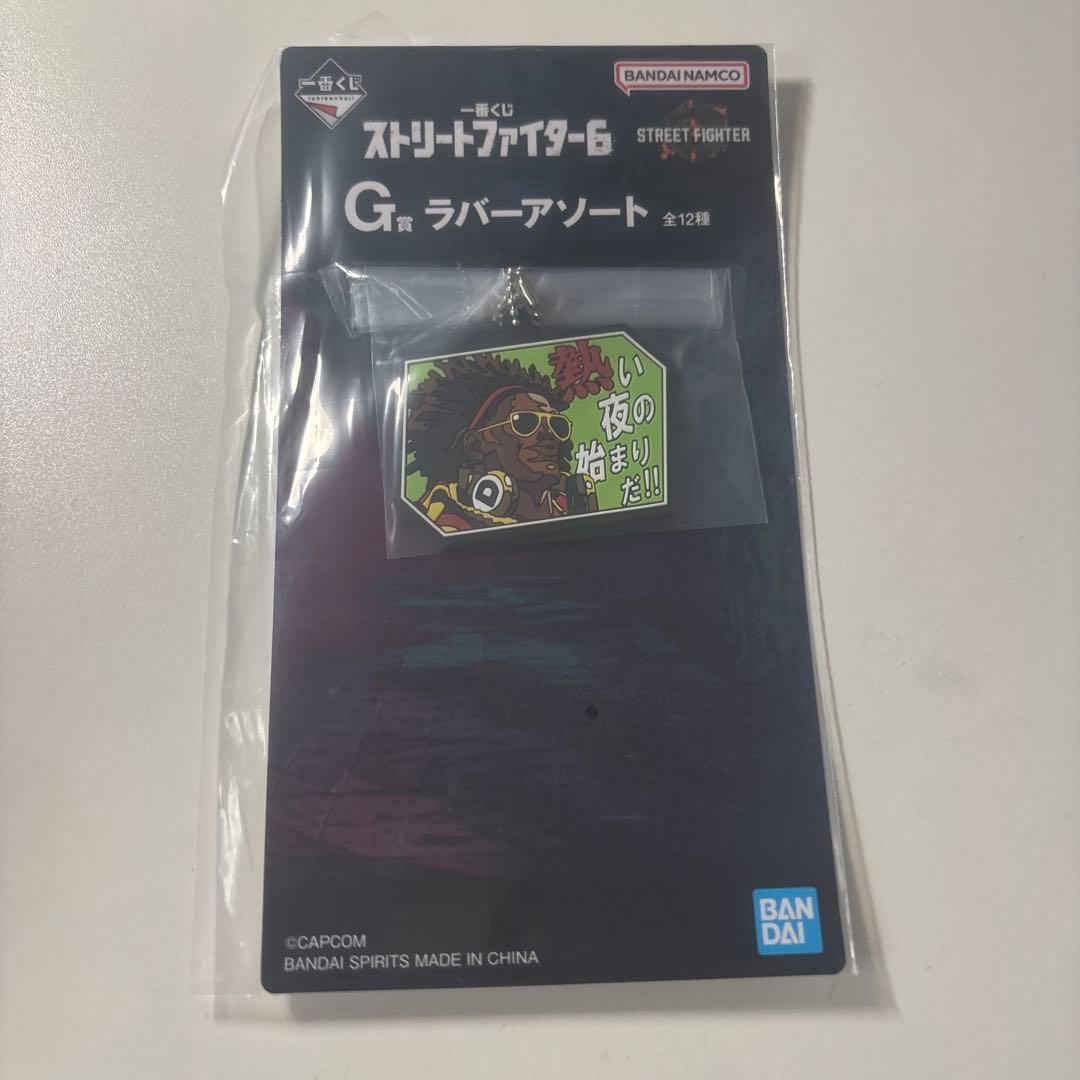 一番くじ
ichibankuji
BANDAI NAMCO
一番くじ
ストリートファイター6
STREET FIGHTER
G賞 ラバーアソート 全12種
熱い
夜の
始まり
だ!!
D
©CAPCOM
BANDAI SPIRITS MADE IN CHINA
BAN
DAI